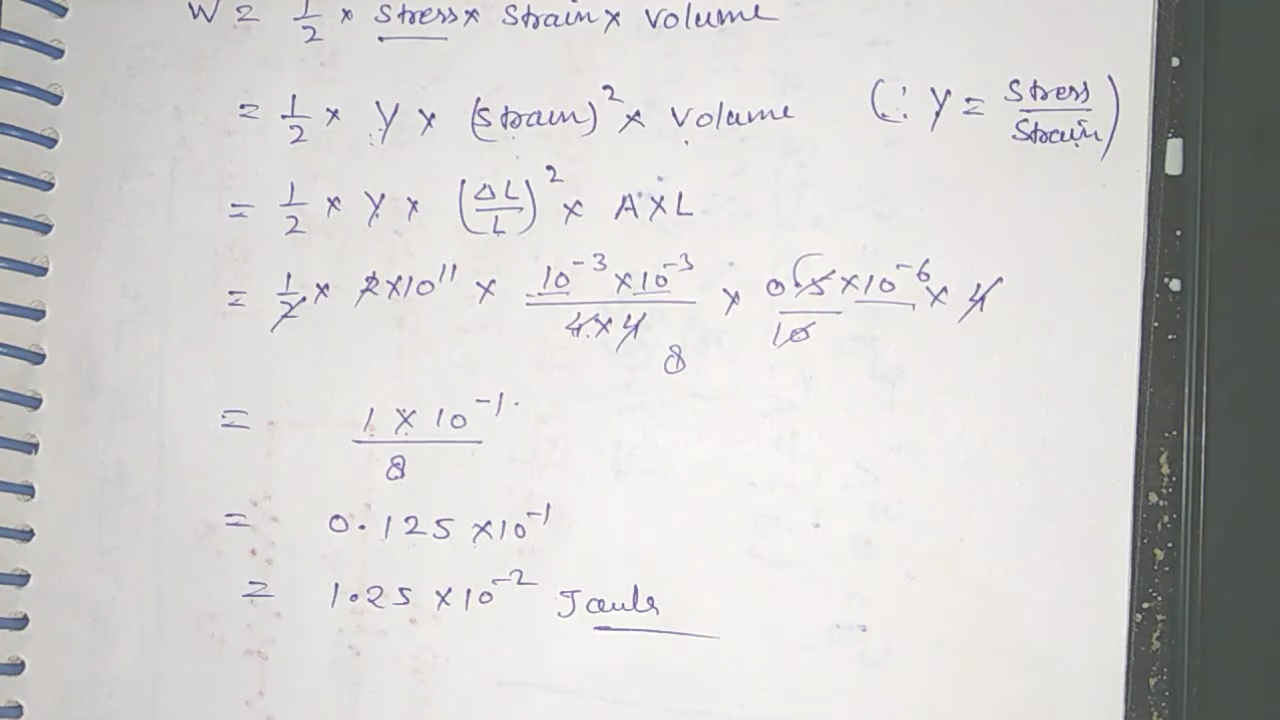 W = 1/2 × Stress × Strain × Volume
= 1/2 × Y × (Strain)² × Volume (∵ Y = Stress/Strain)
= 1/2 × Y × (ΔL/L)² × A × L
= 1/2 × 2×10¹¹ × (10⁻³ × 10⁻³)/(4×4) × (0.5 × 10⁻⁶)/10 × 4
8
= (1 × 10⁻¹)/8
= 0.125 × 10⁻¹
= 1.25 × 10⁻² Joule